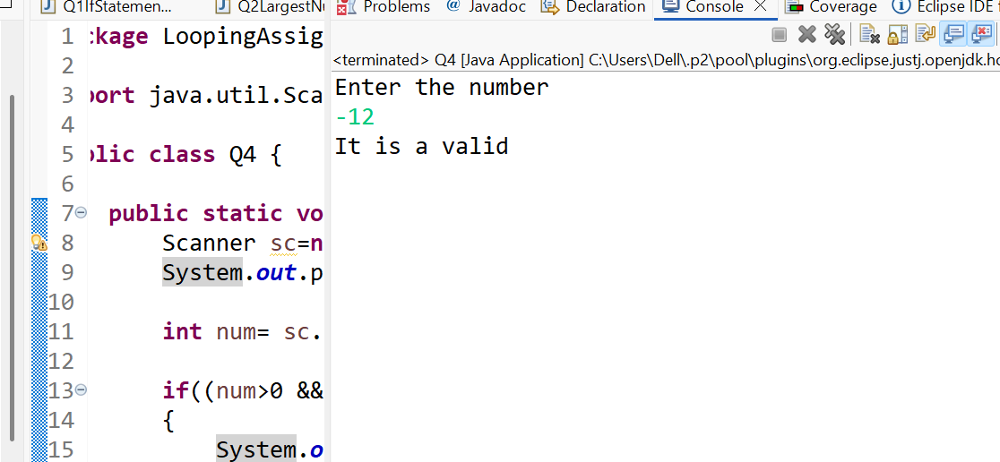 Q1IfStatemen... Q2LargestNu Problems @ Javadoc Declaration Console Coverage Eclipse IDE f
<terminated> Q4 [Java Application] C:\Users\Dell\.p2\pool\plugins\org.eclipse.justj.openjdk.ho
1 ckage LoopingAssig
2
3 port java.util.Sca
4
5 blic class Q4 {
6
7 public static vo
8 Scanner sc=n
9 System.out.p
10
11 int num= sc.
12
13 if((num>0 &&
14 {
15 System.o
Enter the number
-12
It is a valid